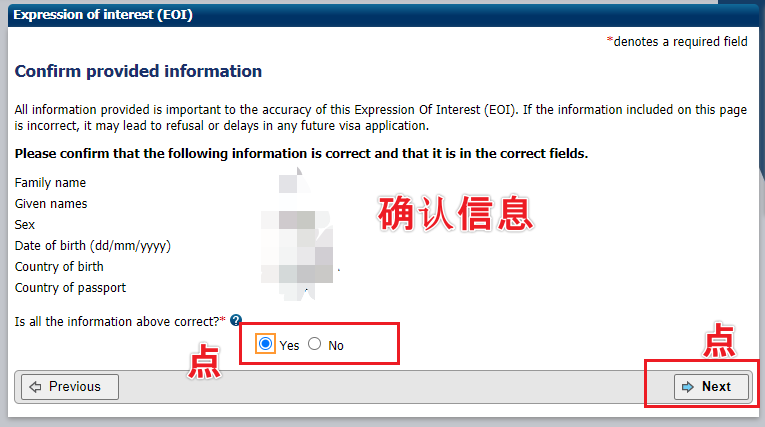 Expression of interest (EOI)
*denotes a required field
Confirm provided information
All information provided is important to the accuracy of this Expression Of Interest (EOI). If the information included on this page
is incorrect, it may lead to refusal or delays in any future visa application.
Please confirm that the following information is correct and that it is in the correct fields.
Family name
Given names
Sex
Date of birth (dd/mm/yyyy)
Country of birth
Country of passport
确认信息
Is all the information above correct?* ?
Yes No
点
点
Previous
Next